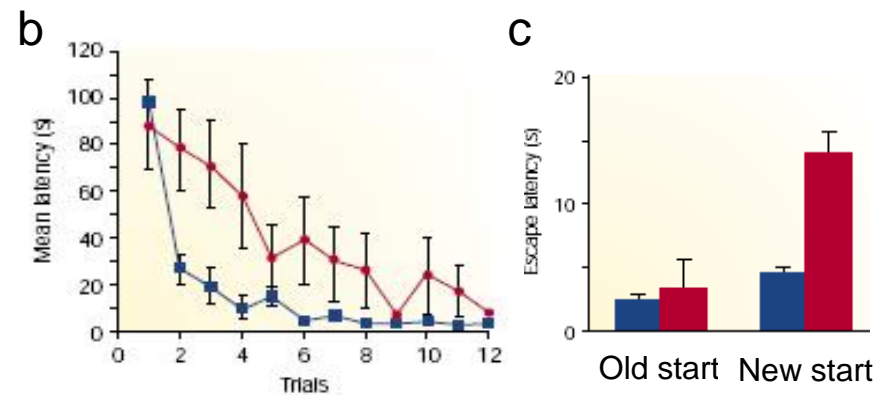 b
Mean latency (s)
120
100
80
60
40
20
0
0 2 4 6 8 10 12
Trials
c
Escape latency (s)
20
10
0
Old start New start